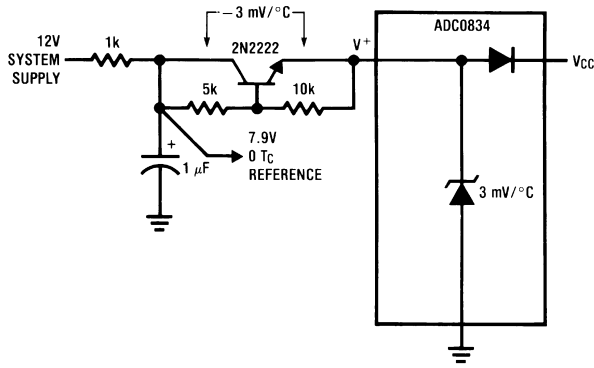 −3 mV/°C
ADC0834
12V
SYSTEM
SUPPLY
1k
2N2222
V+
VCC
5k
10k
7.9V
0 TC
REFERENCE
+
1 μF
3 mV/°C